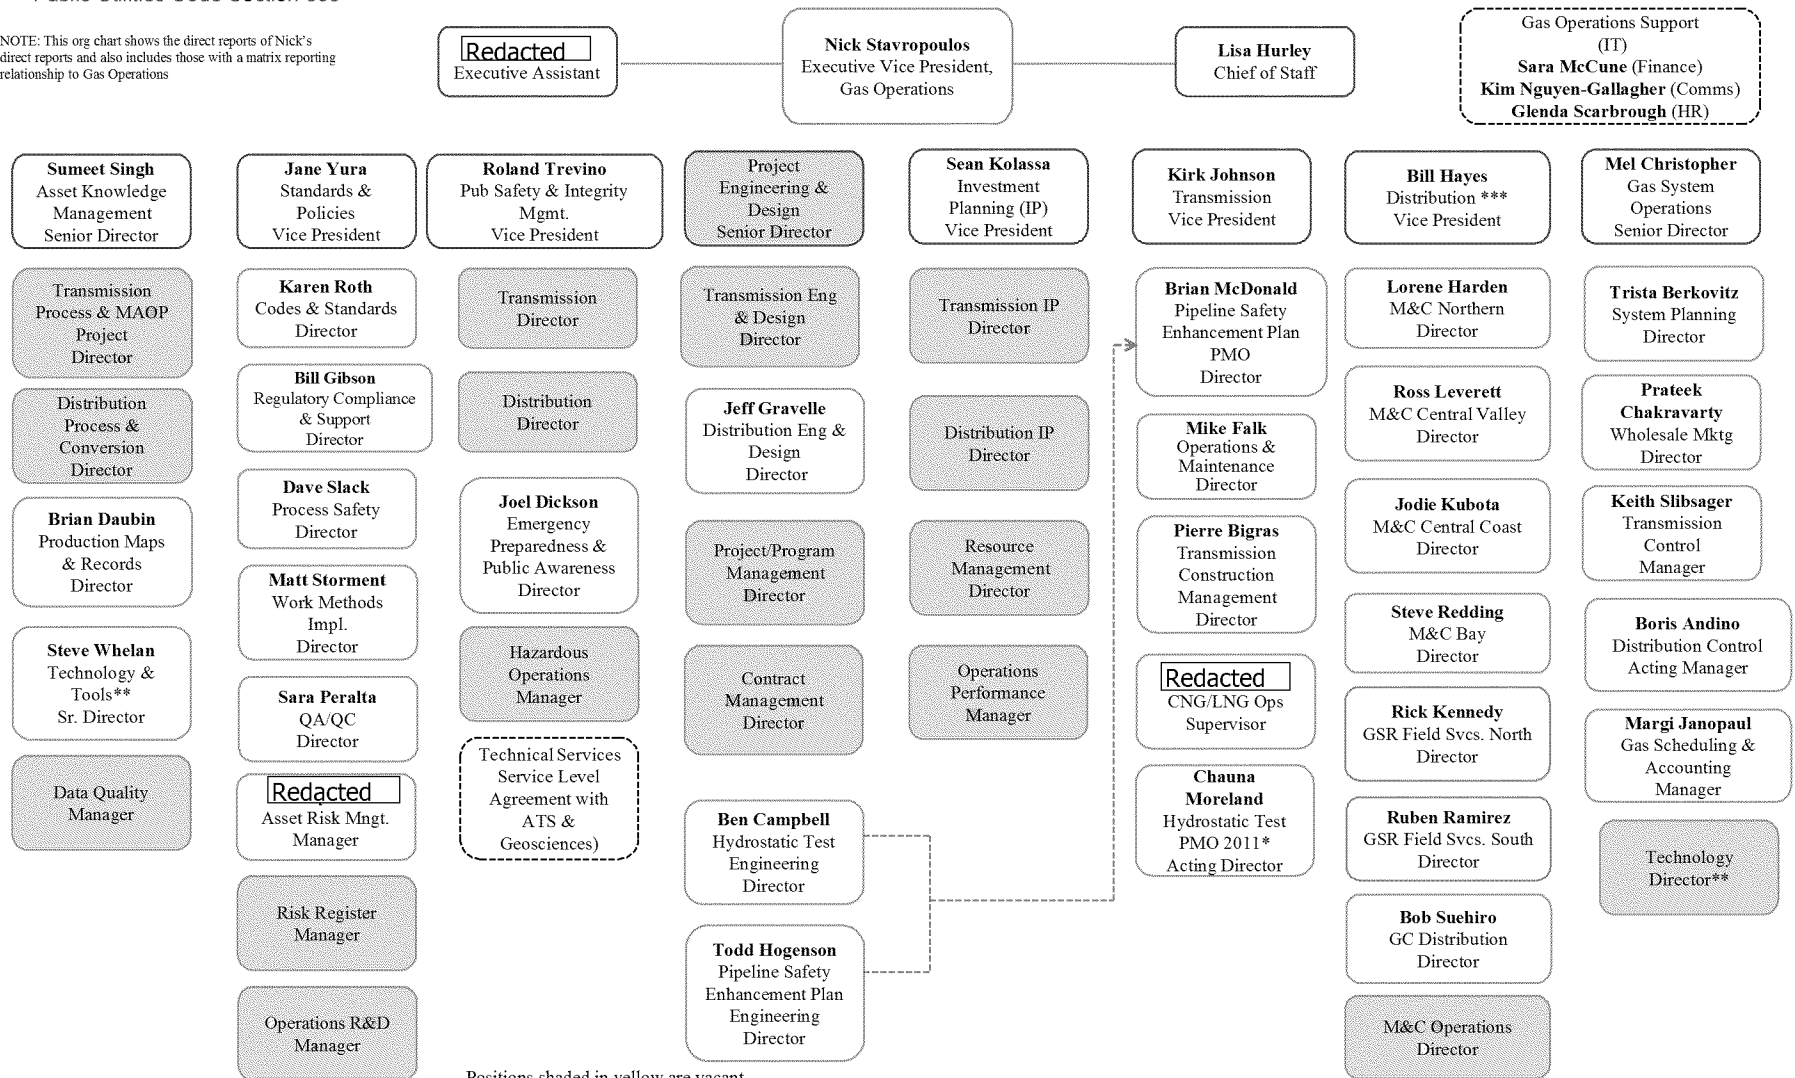 NOTE: This org chart shows the direct reports of Nick's
direct reports and also includes those with a matrix reporting
relationship to Gas Operations
Redacted
Executive Assistant
Nick Stavropoulos
Executive Vice President,
Gas Operations
Lisa Hurley
Chief of Staff
Gas Operations Support
(IT)
Sara McCune (Finance)
Kim Nguyen-Gallagher (Comms)
Glenda Scarbrough (HR)
Sumeet Singh
Asset Knowledge
Management
Senior Director
Transmission
Process & MAOP
Project
Director
Distribution
Process &
Conversion
Director
Brian Daubin
Production Maps
& Records
Director
Steve Whelan
Technology &
Tools**
Sr. Director
Data Quality
Manager
Jane Yura
Standards &
Policies
Vice President
Karen Roth
Codes & Standards
Director
Bill Gibson
Regulatory Compliance
& Support
Director
Dave Slack
Process Safety
Director
Matt Storment
Work Methods
Impl.
Director
Sara Peralta
QA/QC
Director
Redacted
Asset Risk Mngt.
Manager
Risk Register
Manager
Operations R&D
Manager
Roland Trevino
Pub Safety & Integrity
Mgmt.
Vice President
Transmission
Director
Distribution
Director
Joel Dickson
Emergency
Preparedness &
Public Awareness
Director
Hazardous
Operations
Manager
Technical Services
Service Level
Agreement with
ATS &
Geosciences)
Project
Engineering &
Design
Senior Director
Transmission Eng
& Design
Director
Jeff Gravelle
Distribution Eng &
Design
Director
Project/Program
Management
Director
Contract
Management
Director
Ben Campbell
Hydrostatic Test
Engineering
Director
Todd Hogenson
Pipeline Safety
Enhancement Plan
Engineering
Director
Sean Kolassa
Investment
Planning (IP)
Vice President
Transmission IP
Director
Distribution IP
Director
Resource
Management
Director
Operations
Performance
Manager
Kirk Johnson
Transmission
Vice President
Brian McDonald
Pipeline Safety
Enhancement Plan
PMO
Director
Mike Falk
Operations &
Maintenance
Director
Pierre Bigras
Transmission
Construction
Management
Director
Redacted
CNG/LNG Ops
Supervisor
Chauna
Moreland
Hydrostatic Test
PMO 2011*
Acting Director
Bill Hayes
Distribution ***
Vice President
Lorene Harden
M&C Northern
Director
Ross Leverett
M&C Central Valley
Director
Jodie Kubota
M&C Central Coast
Director
Steve Redding
M&C Bay
Director
Rick Kennedy
GSR Field Svcs. North
Director
Ruben Ramirez
GSR Field Svcs. South
Director
Bob Suehiro
GC Distribution
Director
M&C Operations
Director
Mel Christopher
Gas System
Operations
Senior Director
Trista Berkovitz
System Planning
Director
Prateek
Chakravarty
Wholesale Mktg
Director
Keith Slibsager
Transmission
Control
Manager
Boris Andino
Distribution Control
Acting Manager
Margi Janopaul
Gas Scheduling &
Accounting
Manager
Technology
Director**
Positions shaded in yellow are vacant